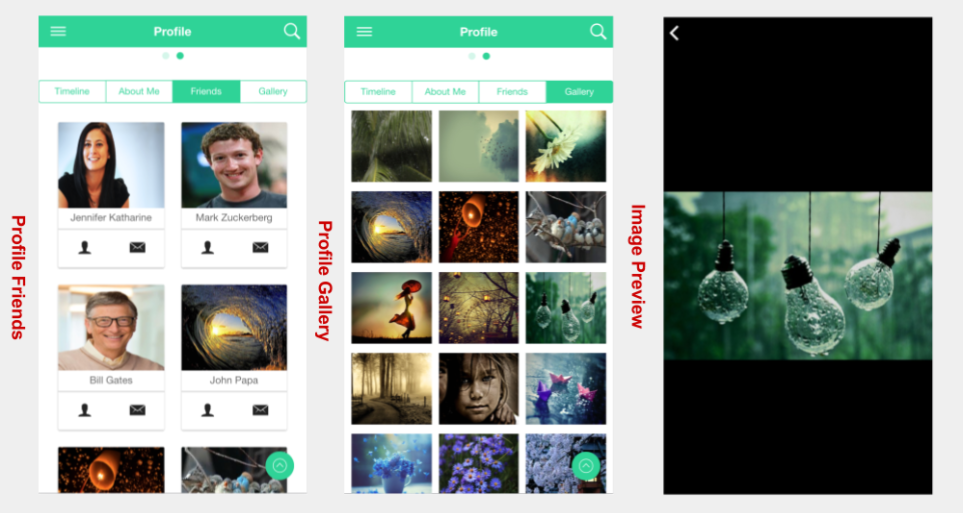 Profile Friends
Profile
Timeline About Me Friends Gallery
Jennifer Katharine Mark Zuckerberg
Bill Gates John Papa
Profile Gallery
Profile
Timeline About Me Friends Gallery
Image Preview